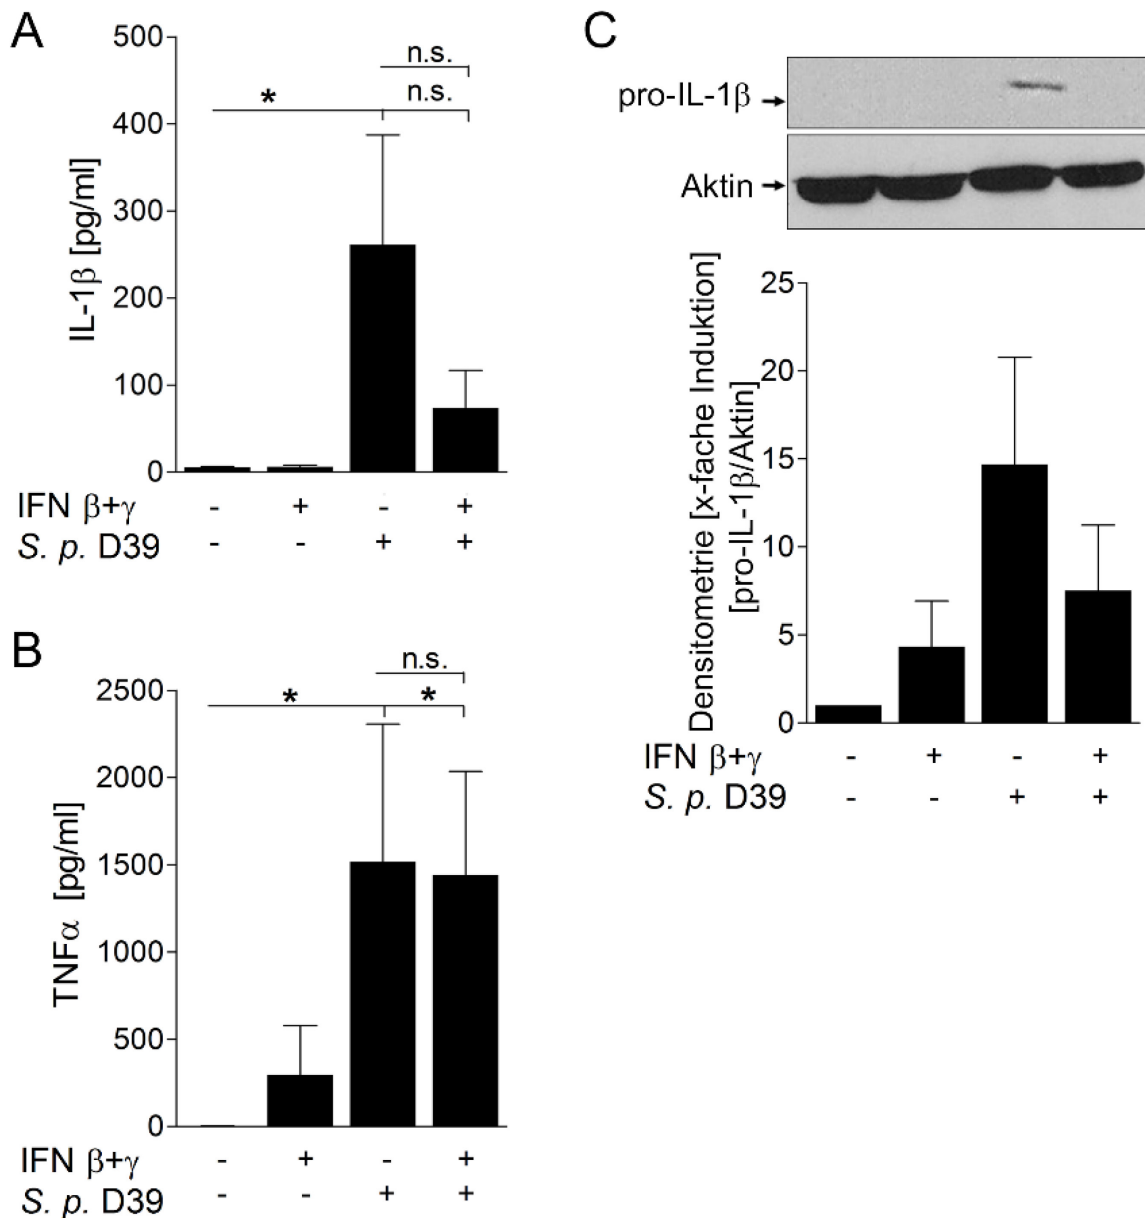 A
IL-1β [pg/ml]
500
400
300
200
100
0
n.s.
n.s.
*
IFN β+γ - + - +
S. p. D39 - - + +
B
TNFα [pg/ml]
2500
2000
1500
1000
500
0
n.s.
* *
IFN β+γ - + - +
S. p. D39 - - + +
C
pro-IL-1β
Aktin
Densitometrie [x-fache Induktion]
[pro-IL-1β/Aktin]
25
20
15
10
5
0
IFN β+γ - + - +
S. p. D39 - - + +